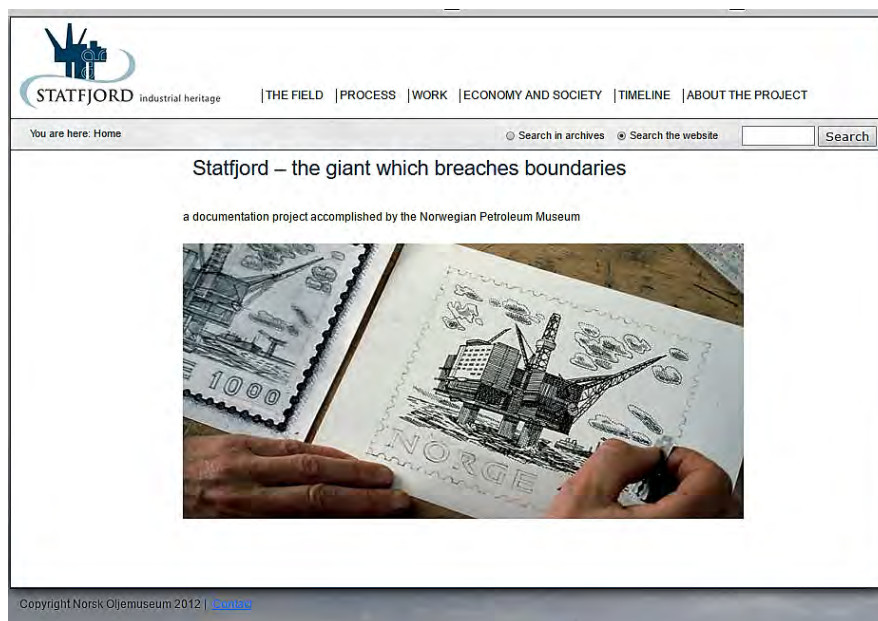 STATFJORD industrial heritage
|THE FIELD |PROCESS |WORK |ECONOMY AND SOCIETY |TIMELINE |ABOUT THE PROJECT
You are here: Home
Search in archives Search the website Search
Statfjord – the giant which breaches boundaries
a documentation project accomplished by the Norwegian Petroleum Museum
1000
NORGE
Copyright Norsk Oljemuseum 2012 | Contact